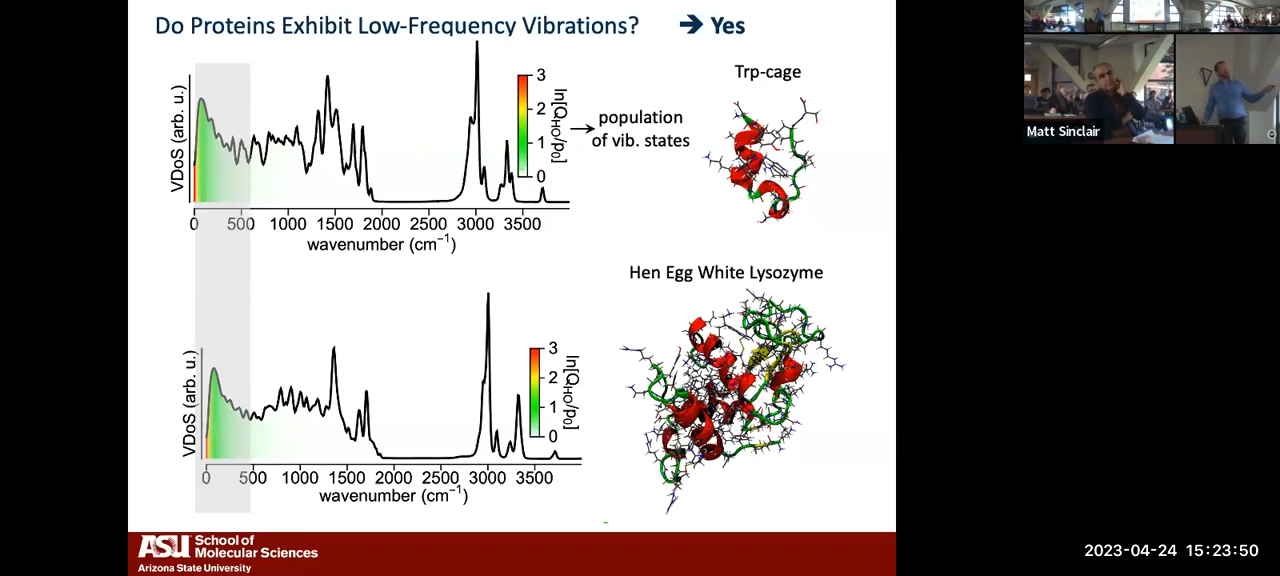 Do Proteins Exhibit Low-Frequency Vibrations? ➔ Yes
VDoS (arb. u.)
3
2
1
0
ln[Q_HO/p_0]
population
of vib. states
0 500 1000 1500 2000 2500 3000 3500
wavenumber (cm⁻¹)
Trp-cage
VDoS (arb. u.)
3
2
1
0
ln[Q_HO/p_0]
0 500 1000 1500 2000 2500 3000 3500
wavenumber (cm⁻¹)
Hen Egg White Lysozyme
ASU School of
Molecular Sciences
Arizona State University
Matt Sinclair
2023-04-24 15:23:50